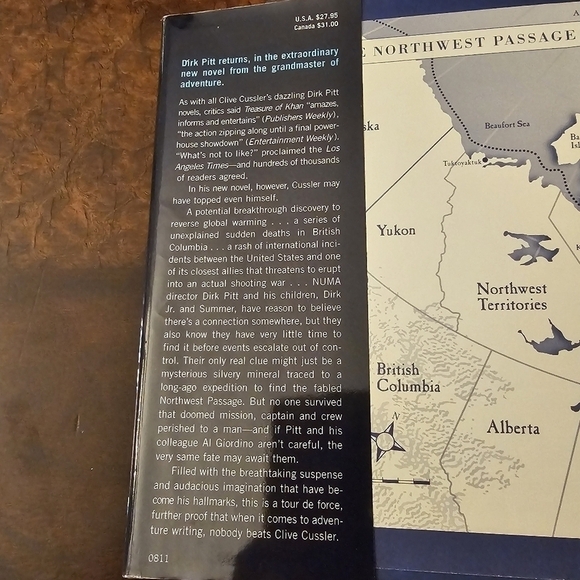 U.S.A. $27.95
Canada $31.00
Dirk Pitt returns, in the extraordinary
new novel from the grandmaster of
adventure.
As with all Clive Cussler's dazzling Dirk Pitt
novels, critics said Treasure of Khan "amazes,
informs and entertains" (Publishers Weekly),
"the action zipping along until a final power-
house showdown" (Entertainment Weekly).
"What's not to like?" proclaimed the Los
Angeles Times—and hundreds of thousands
of readers agreed.
In his new novel, however, Cussler may
have topped even himself.
A potential breakthrough discovery to
reverse global warming . . . a series of
unexplained sudden deaths in British
Columbia . . . a rash of international inci-
dents between the United States and one
of its closest allies that threatens to erupt
into an actual shooting war . . . NUMA
director Dirk Pitt and his children, Dirk
Jr. and Summer, have reason to believe
there's a connection somewhere, but they
also know they have very little time to
find it before events escalate out of con-
trol. Their only real clue might just be a
mysterious silvery mineral traced to a
long-ago expedition to find the fabled
Northwest Passage. But no one survived
that doomed mission, captain and crew
perished to a man—and if Pitt and his
colleague Al Giordino aren't careful, the
very same fate may await them.
Filled with the breathtaking suspense
and audacious imagination that have be-
come his hallmarks, this is a tour de force,
further proof that when it comes to adven-
ture writing, nobody beats Clive Cussler.
0811
E NORTHWEST PASSAGE
Beaufort Sea
ska
Tuktoyaktuk
Yukon
Northwest
Territories
British
Columbia
N
Alberta